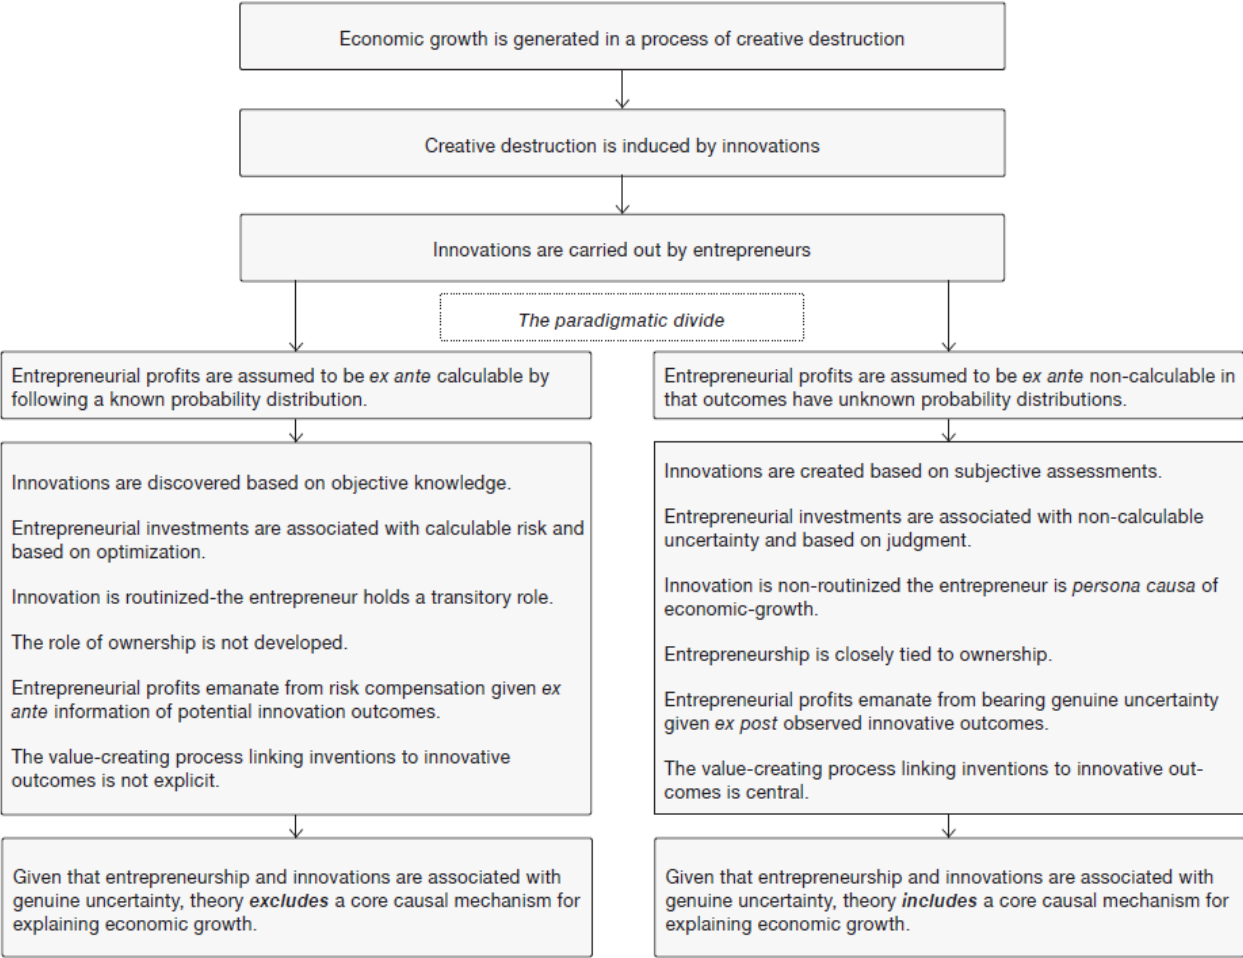 Economic growth is generated in a process of creative destruction
Creative destruction is induced by innovations
Innovations are carried out by entrepreneurs
The paradigmatic divide
Entrepreneurial profits are assumed to be ex ante calculable by
following a known probability distribution.
Innovations are discovered based on objective knowledge.
Entrepreneurial investments are associated with calculable risk and
based on optimization.
Innovation is routinized-the entrepreneur holds a transitory role.
The role of ownership is not developed.
Entrepreneurial profits emanate from risk compensation given ex
ante information of potential innovation outcomes.
The value-creating process linking inventions to innovative
outcomes is not explicit.
Given that entrepreneurship and innovations are associated with
genuine uncertainty, theory excludes a core causal mechanism for
explaining economic growth.
Entrepreneurial profits are assumed to be ex ante non-calculable in
that outcomes have unknown probability distributions.
Innovations are created based on subjective assessments.
Entrepreneurial investments are associated with non-calculable
uncertainty and based on judgment.
Innovation is non-routinized the entrepreneur is persona causa of
economic-growth.
Entrepreneurship is closely tied to ownership.
Entrepreneurial profits emanate from bearing genuine uncertainty
given ex post observed innovative outcomes.
The value-creating process linking inventions to innovative out-
comes is central.
Given that entrepreneurship and innovations are associated with
genuine uncertainty, theory includes a core causal mechanism for
explaining economic growth.